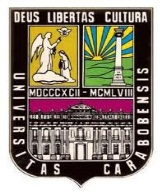 DEUS LIBERTAS CULTURA
MDCCCXCII - MCMLVIII
UNIVERSITAS CARABOBENSIS